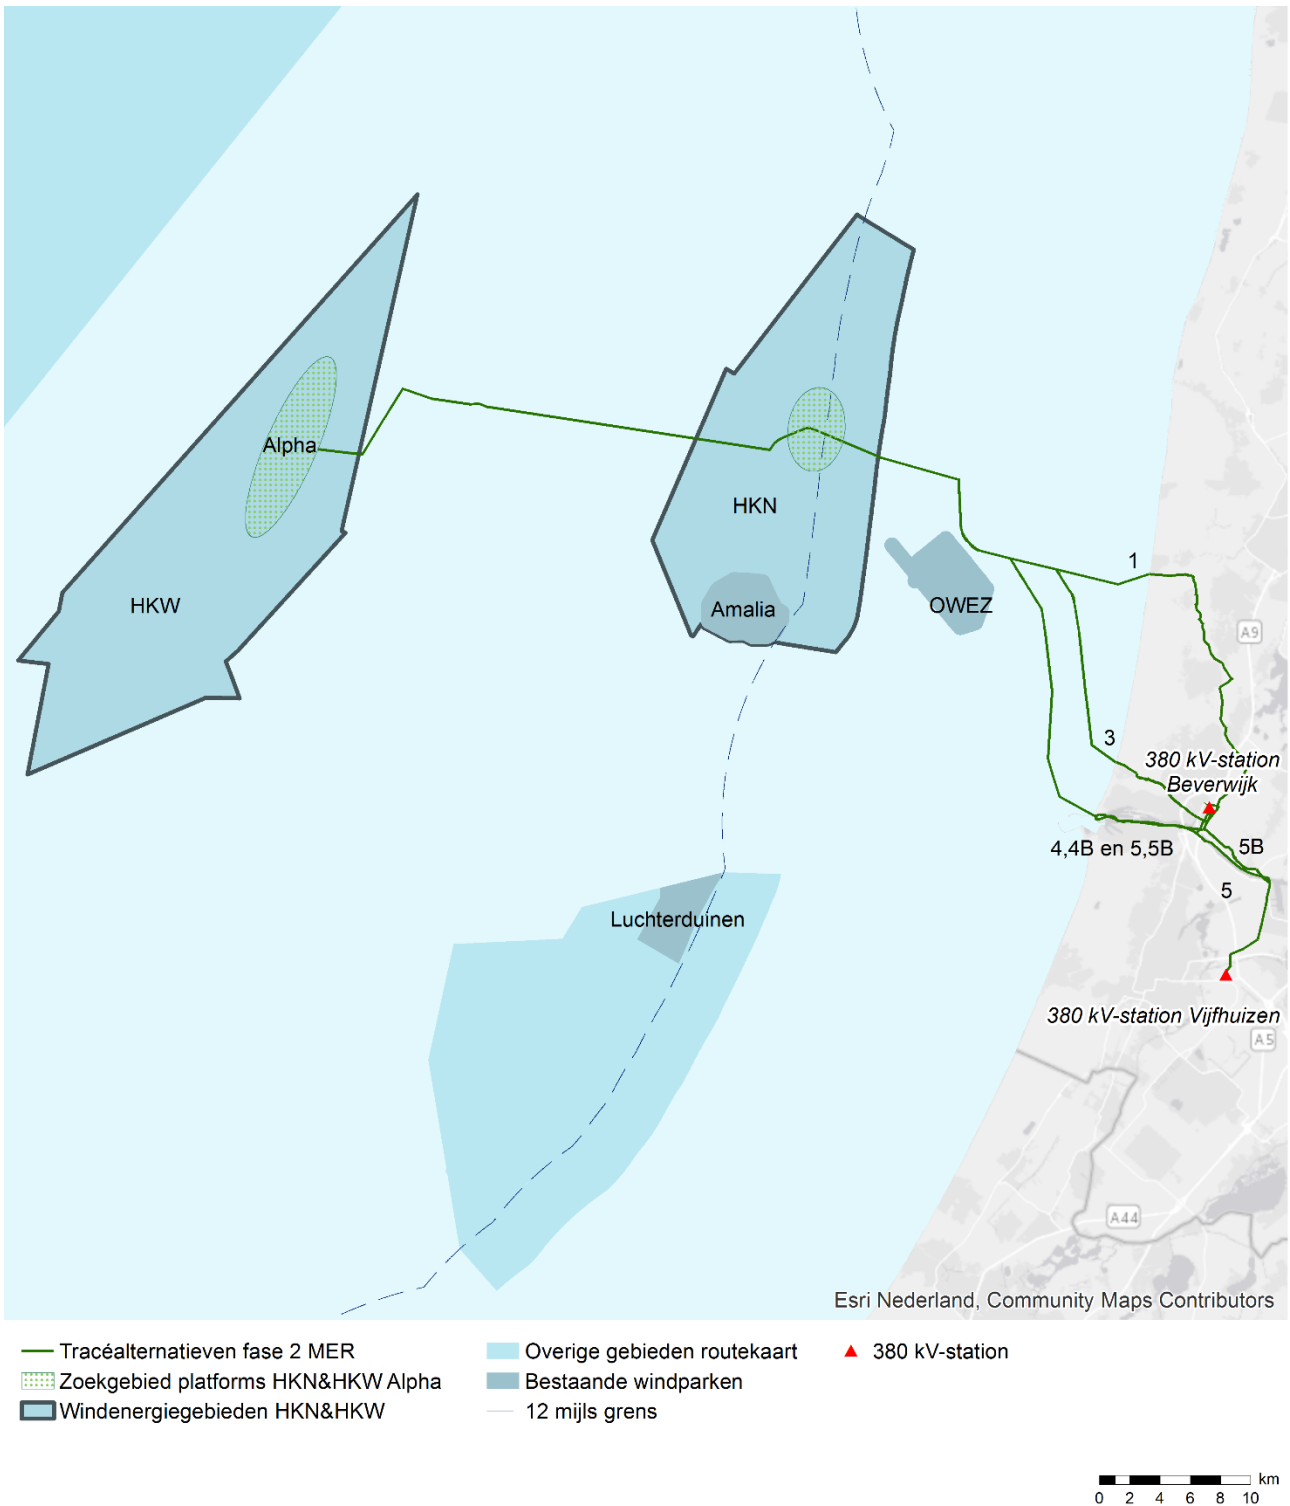 Alpha
HKN
HKW
Amalia
OWEZ
1
A9
3
380 kV-station
Beverwijk
4,4B en 5,5B
5B
5
Luchterduinen
380 kV-station Vijfhuizen
A5
A44
Esri Nederland, Community Maps Contributors
Tracéalternatieven fase 2 MER
Zoekgebied platforms HKN&HKW Alpha
Windenergiegebieden HKN&HKW
Overige gebieden routekaart
Bestaande windparken
12 mijls grens
380 kV-station
km
0 2 4 6 8 10